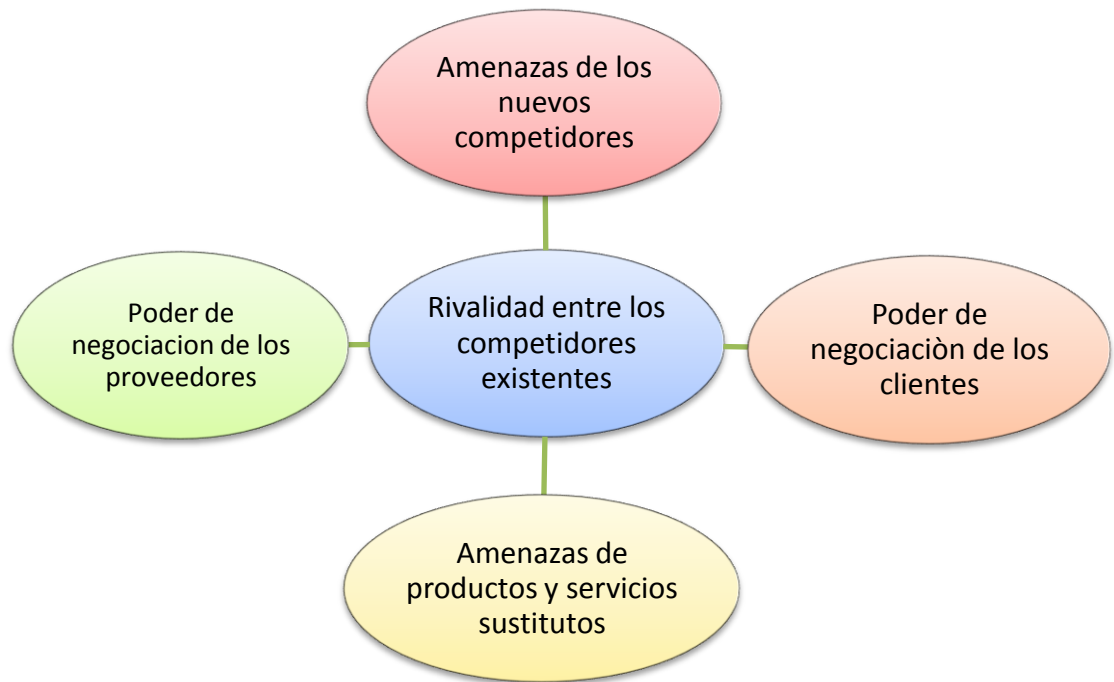 Amenazas de los
nuevos
competidores
Poder de
negociacion de los
proveedores
Rivalidad entre los
competidores
existentes
Poder de
negociaciòn de los
clientes
Amenazas de
productos y servicios
sustitutos